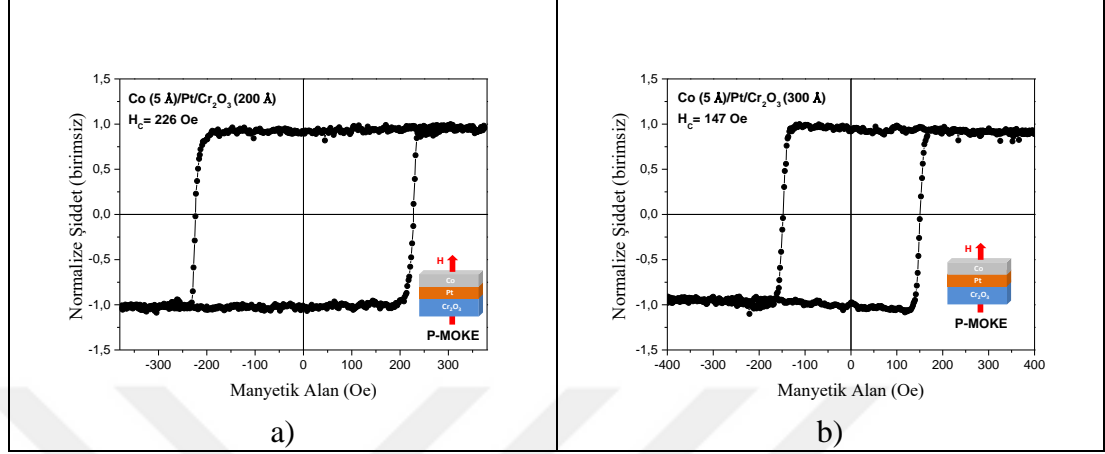 Co (5 Å)/Pt/Cr₂O₃ (200 Å)
H_C= 226 Oe
Normalize Şiddet (birimsiz)
1,5
1,0
0,5
0,0
-0,5
-1,0
-1,5
H
Co
Pt
Cr₂O₃
P-MOKE
-300 -200 -100 0 100 200 300
Manyetik Alan (Oe)
a)
Co (5 Å)/Pt/Cr₂O₃ (300 Å)
H_C= 147 Oe
Normalize Şiddet (birimsiz)
1,5
1,0
0,5
0,0
-0,5
-1,0
-1,5
H
Co
Pt
Cr₂O₃
P-MOKE
-400 -300 -200 -100 0 100 200 300 400
Manyetik Alan (Oe)
b)